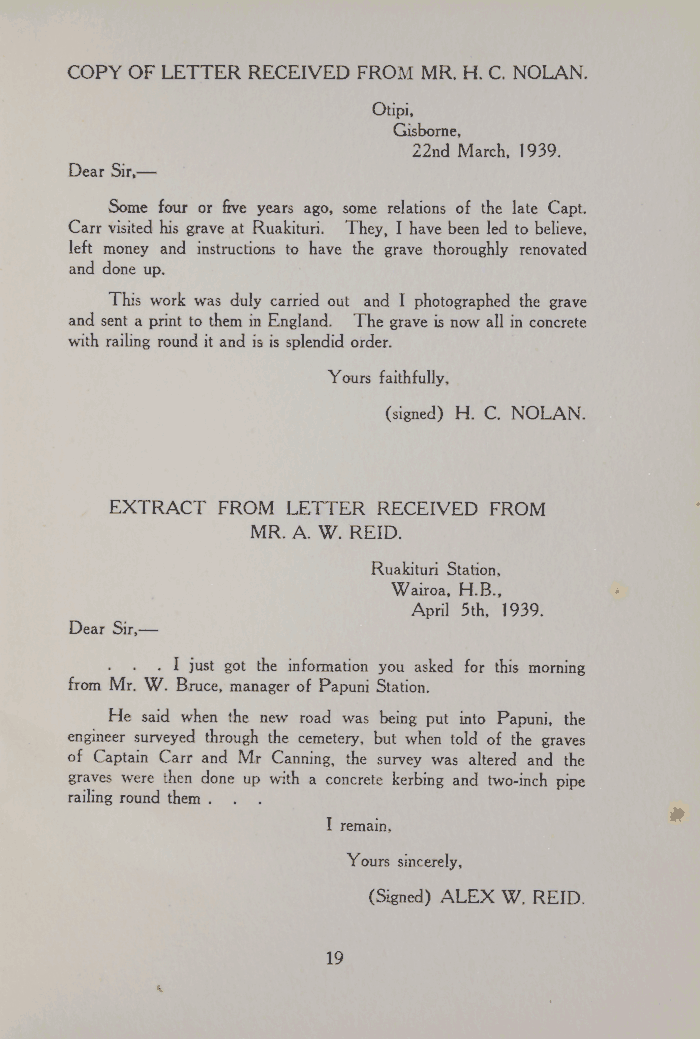 COPY OF LETTER RECEIVED FROM MR. H. C. NOLAN.
Otipi,
Gisborne,
22nd March, 1939.
Dear Sir,—
Some four or five years ago, some relations of the late Capt.
Carr visited his grave at Ruakituri. They, I have been led to believe,
left money and instructions to have the grave thoroughly renovated
and done up.
This work was duly carried out and I photographed the grave
and sent a print to them in England. The grave is now all in concrete
with railing round it and is is splendid order.
Yours faithfully,
(signed) H. C. NOLAN.
EXTRACT FROM LETTER RECEIVED FROM
MR. A. W. REID.
Ruakituri Station,
Wairoa, H.B.,
April 5th, 1939.
Dear Sir,—
. . . I just got the information you asked for this morning
from Mr. W. Bruce, manager of Papuni Station.
He said when the new road was being put into Papuni, the
engineer surveyed through the cemetery, but when told of the graves
of Captain Carr and Mr Canning, the survey was altered and the
graves were then done up with a concrete kerbing and two-inch pipe
railing round them . . .
I remain,
Yours sincerely,
(Signed) ALEX W. REID.
19